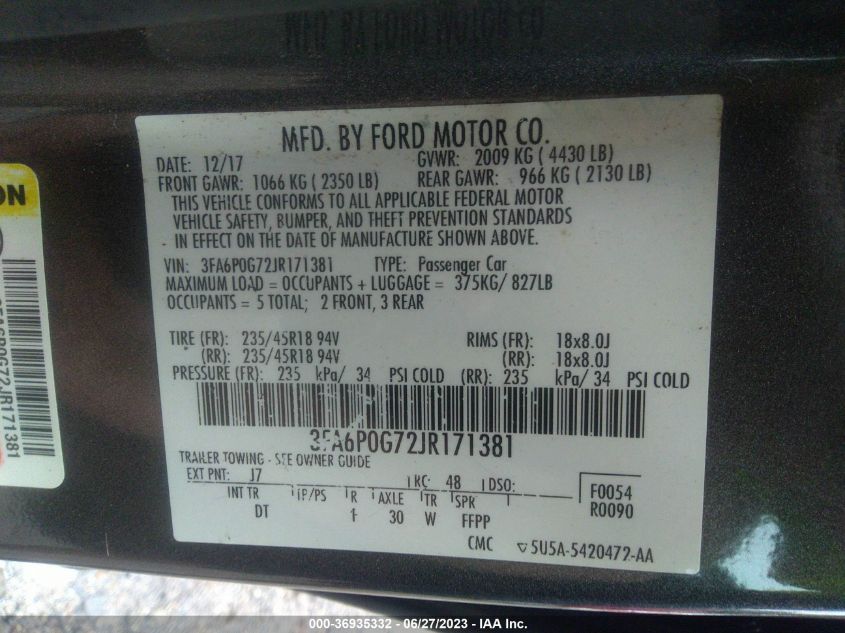 MFD. BY FORD MOTOR CO.
DATE: 12/17 GVWR: 2009 KG ( 4430 LB)
FRONT GAWR: 1066 KG ( 2350 LB) REAR GAWR: 966 KG ( 2130 LB)
THIS VEHICLE CONFORMS TO ALL APPLICABLE FEDERAL MOTOR
VEHICLE SAFETY, BUMPER, AND THEFT PREVENTION STANDARDS
IN EFFECT ON THE DATE OF MANUFACTURE SHOWN ABOVE.
VIN: 3FA6P0G72JR171381 TYPE: Passenger Car
MAXIMUM LOAD = OCCUPANTS + LUGGAGE = 375KG/ 827LB
OCCUPANTS = 5 TOTAL; 2 FRONT, 3 REAR
TIRE (FR): 235/45R18 94V RIMS (FR): 18x8.0J
(RR): 235/45R18 94V (RR): 18x8.0J
PRESSURE (FR): 235 kPa/ 34 PSI COLD (RR): 235 kPa/ 34 PSI COLD
3FA6P0G72JR171381
TRAILER TOWING - SEE OWNER GUIDE
EXT PNT: J7 RC: 48 DSO: F0054
INT TR TP/PS R AXLE TR SPR R0090
DT 1 30 W FFPP
CMC 5U5A-5420472-AA
ON
3FA6P0G72JR171381
000-36935332 - 06/27/2023 - IAA Inc.